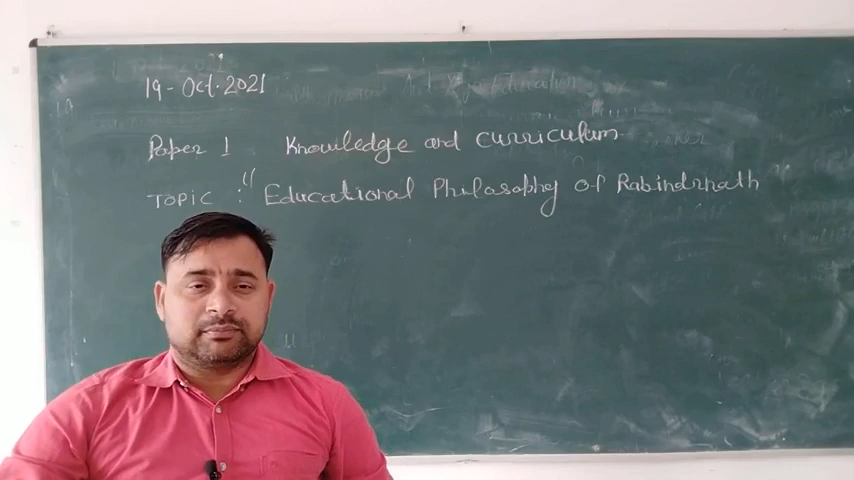 19-Oct.2021
Paper 1 Knowledge and curriculum
TOPIC :" Educational Philosophy of Rabindrnath